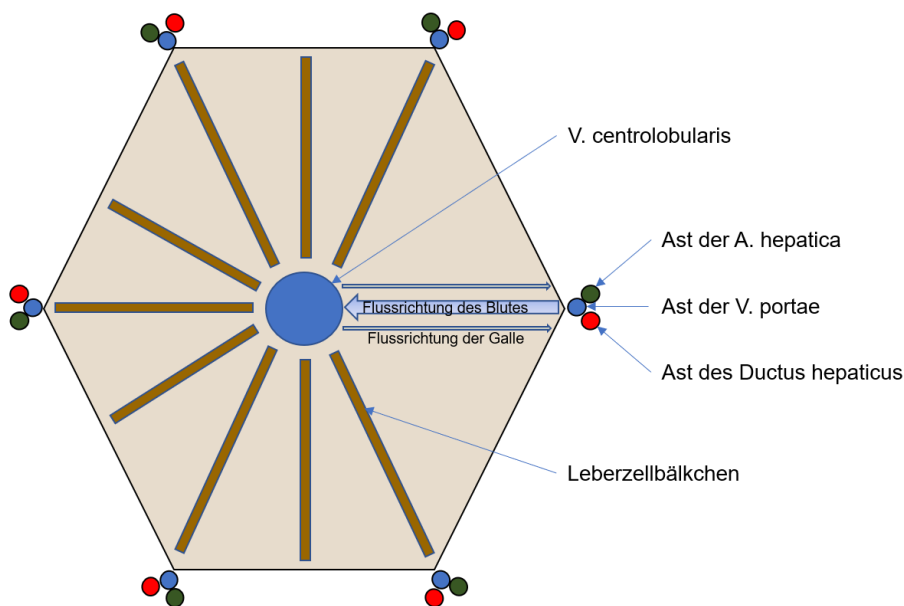 V. centrolobularis
Ast der A. hepatica
Flussrichtung des Blutes
Ast der V. portae
Flussrichtung der Galle
Ast des Ductus hepaticus
Leberzellbälkchen